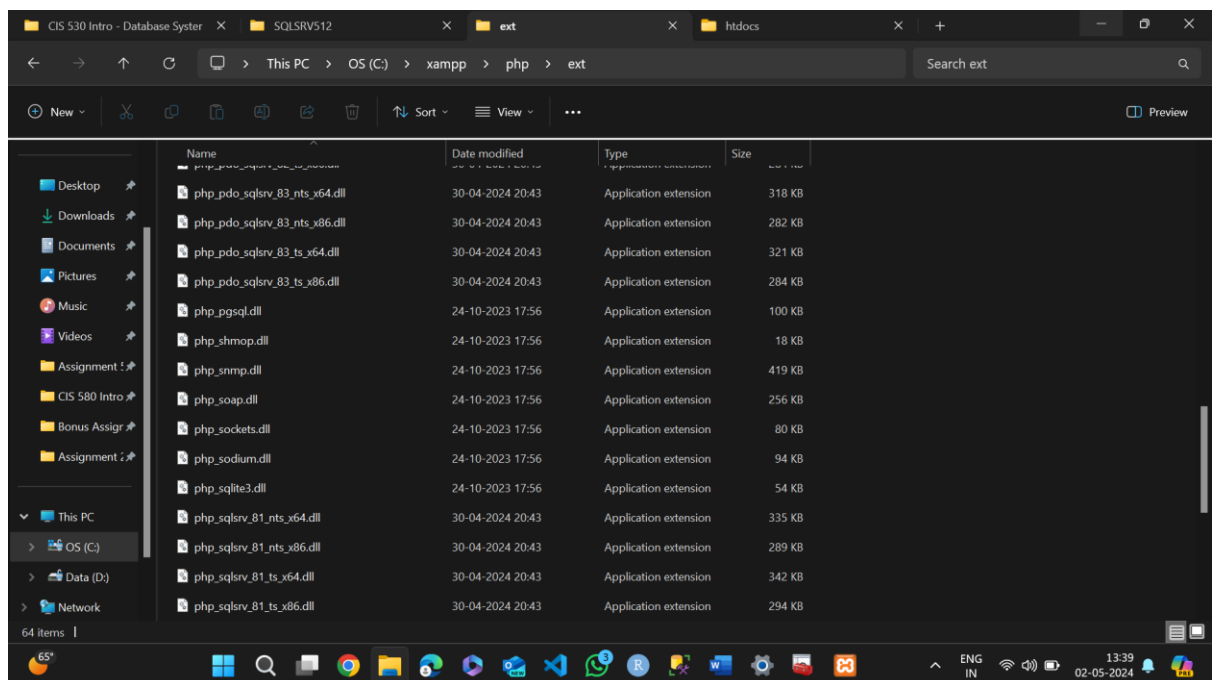 CIS 530 Intro - Database Syster
SQLSRV512
ext
htdocs
This PC > OS (C:) > xampp > php > ext
Search ext
New
Sort
View
Preview
Name Date modified Type Size
php_pdo_sqlsrv_83_nts_x64.dll 30-04-2024 20:43 Application extension 318 KB
php_pdo_sqlsrv_83_nts_x86.dll 30-04-2024 20:43 Application extension 282 KB
php_pdo_sqlsrv_83_ts_x64.dll 30-04-2024 20:43 Application extension 321 KB
php_pdo_sqlsrv_83_ts_x86.dll 30-04-2024 20:43 Application extension 284 KB
php_pgsql.dll 24-10-2023 17:56 Application extension 100 KB
php_shmop.dll 24-10-2023 17:56 Application extension 18 KB
php_snmp.dll 24-10-2023 17:56 Application extension 419 KB
php_soap.dll 24-10-2023 17:56 Application extension 256 KB
php_sockets.dll 24-10-2023 17:56 Application extension 80 KB
php_sodium.dll 24-10-2023 17:56 Application extension 94 KB
php_sqlite3.dll 24-10-2023 17:56 Application extension 54 KB
php_sqlsrv_81_nts_x64.dll 30-04-2024 20:43 Application extension 335 KB
php_sqlsrv_81_nts_x86.dll 30-04-2024 20:43 Application extension 289 KB
php_sqlsrv_81_ts_x64.dll 30-04-2024 20:43 Application extension 342 KB
php_sqlsrv_81_ts_x86.dll 30-04-2024 20:43 Application extension 294 KB
Desktop
Downloads
Documents
Pictures
Music
Videos
Assignment
CIS 580 Intro
Bonus Assigr
Assignment
This PC
OS (C:)
Data (D:)
Network
64 items
65°
3
R
ENG
IN
13:39
02-05-2024
PRE